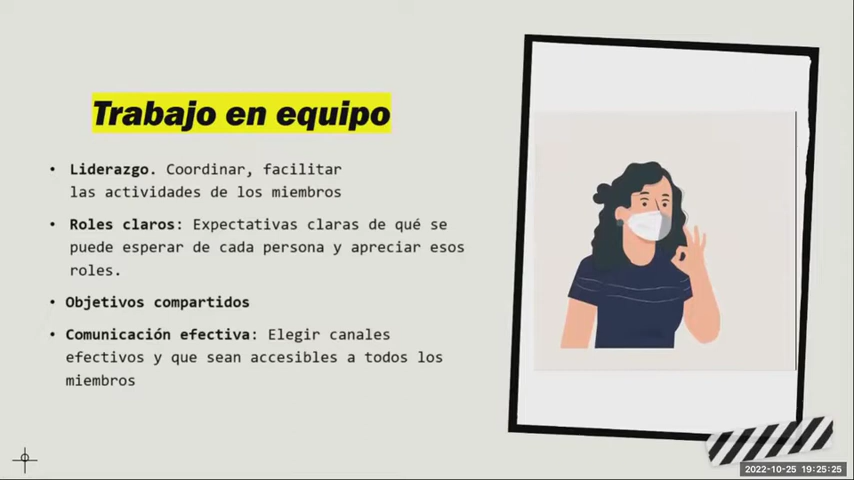 Trabajo en equipo
• Liderazgo. Coordinar, facilitar
las actividades de los miembros
• Roles claros: Expectativas claras de qué se
puede esperar de cada persona y apreciar esos
roles.
• Objetivos compartidos
• Comunicación efectiva: Elegir canales
efectivos y que sean accesibles a todos los
miembros
2022-10-25 19:25:25